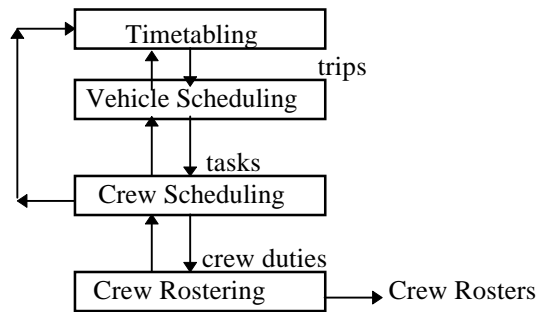 Timetabling
trips
Vehicle Scheduling
tasks
Crew Scheduling
crew duties
Crew Rostering
Crew Rosters